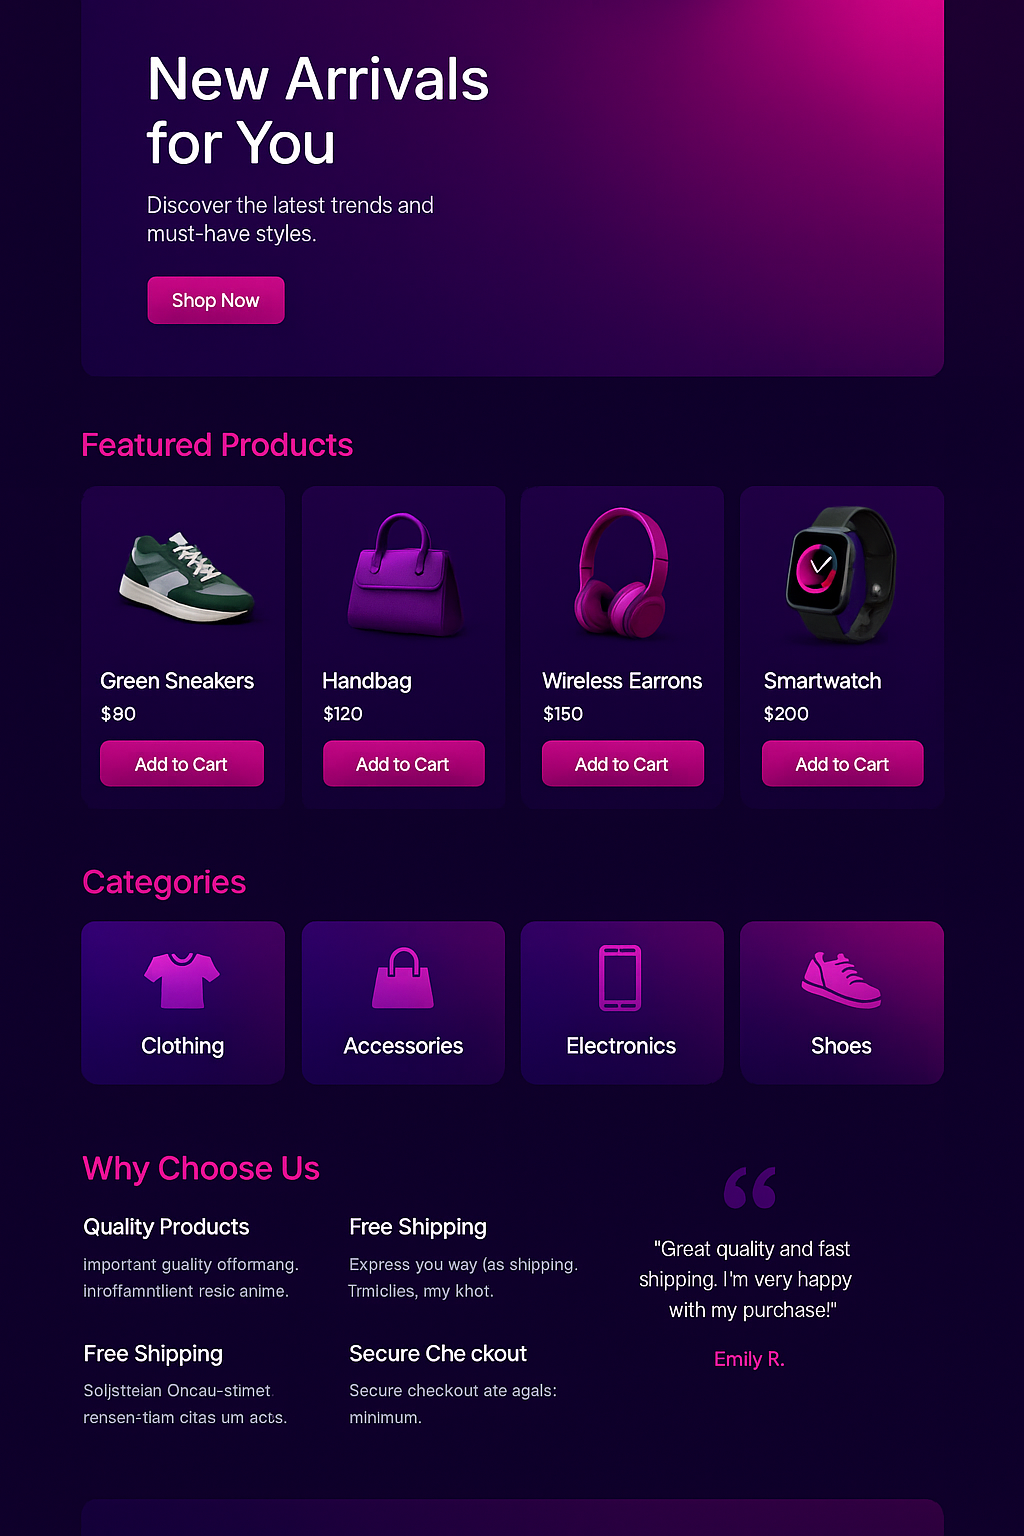 New Arrivals
for You
Discover the latest trends and
must-have styles.
Shop Now
Featured Products
Green Sneakers
$80
Add to Cart
Handbag
$120
Add to Cart
Wireless Earrons
$150
Add to Cart
Smartwatch
$200
Add to Cart
Categories
Clothing
Accessories
Electronics
Shoes
Why Choose Us
Quality Products
important guality offormang.
inroffamntlient resic anime.
Free Shipping
Express you way (as shipping.
Trmiclies, my khot.
Free Shipping
Soljstteian Oncau-stimet
rensen-tiam citas um acts.
Secure Che ckout
Secure checkout ate agals:
minimum.
“
"Great quality and fast
shipping. I'm very happy
with my purchase!"
Emily R.